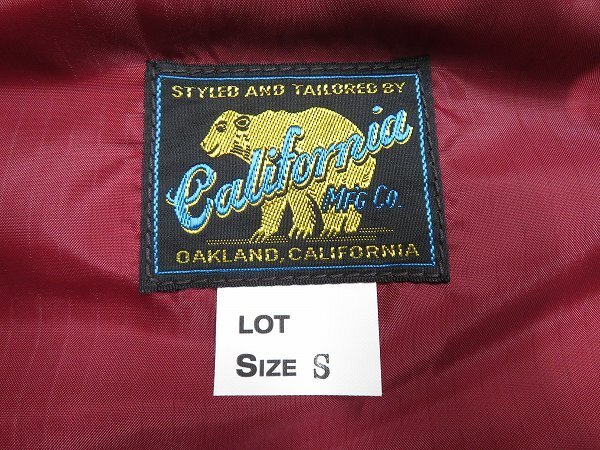 STYLED AND TAILORED BY
California
MFG Co.
OAKLAND, CALIFORNIA
LOT
SIZE S